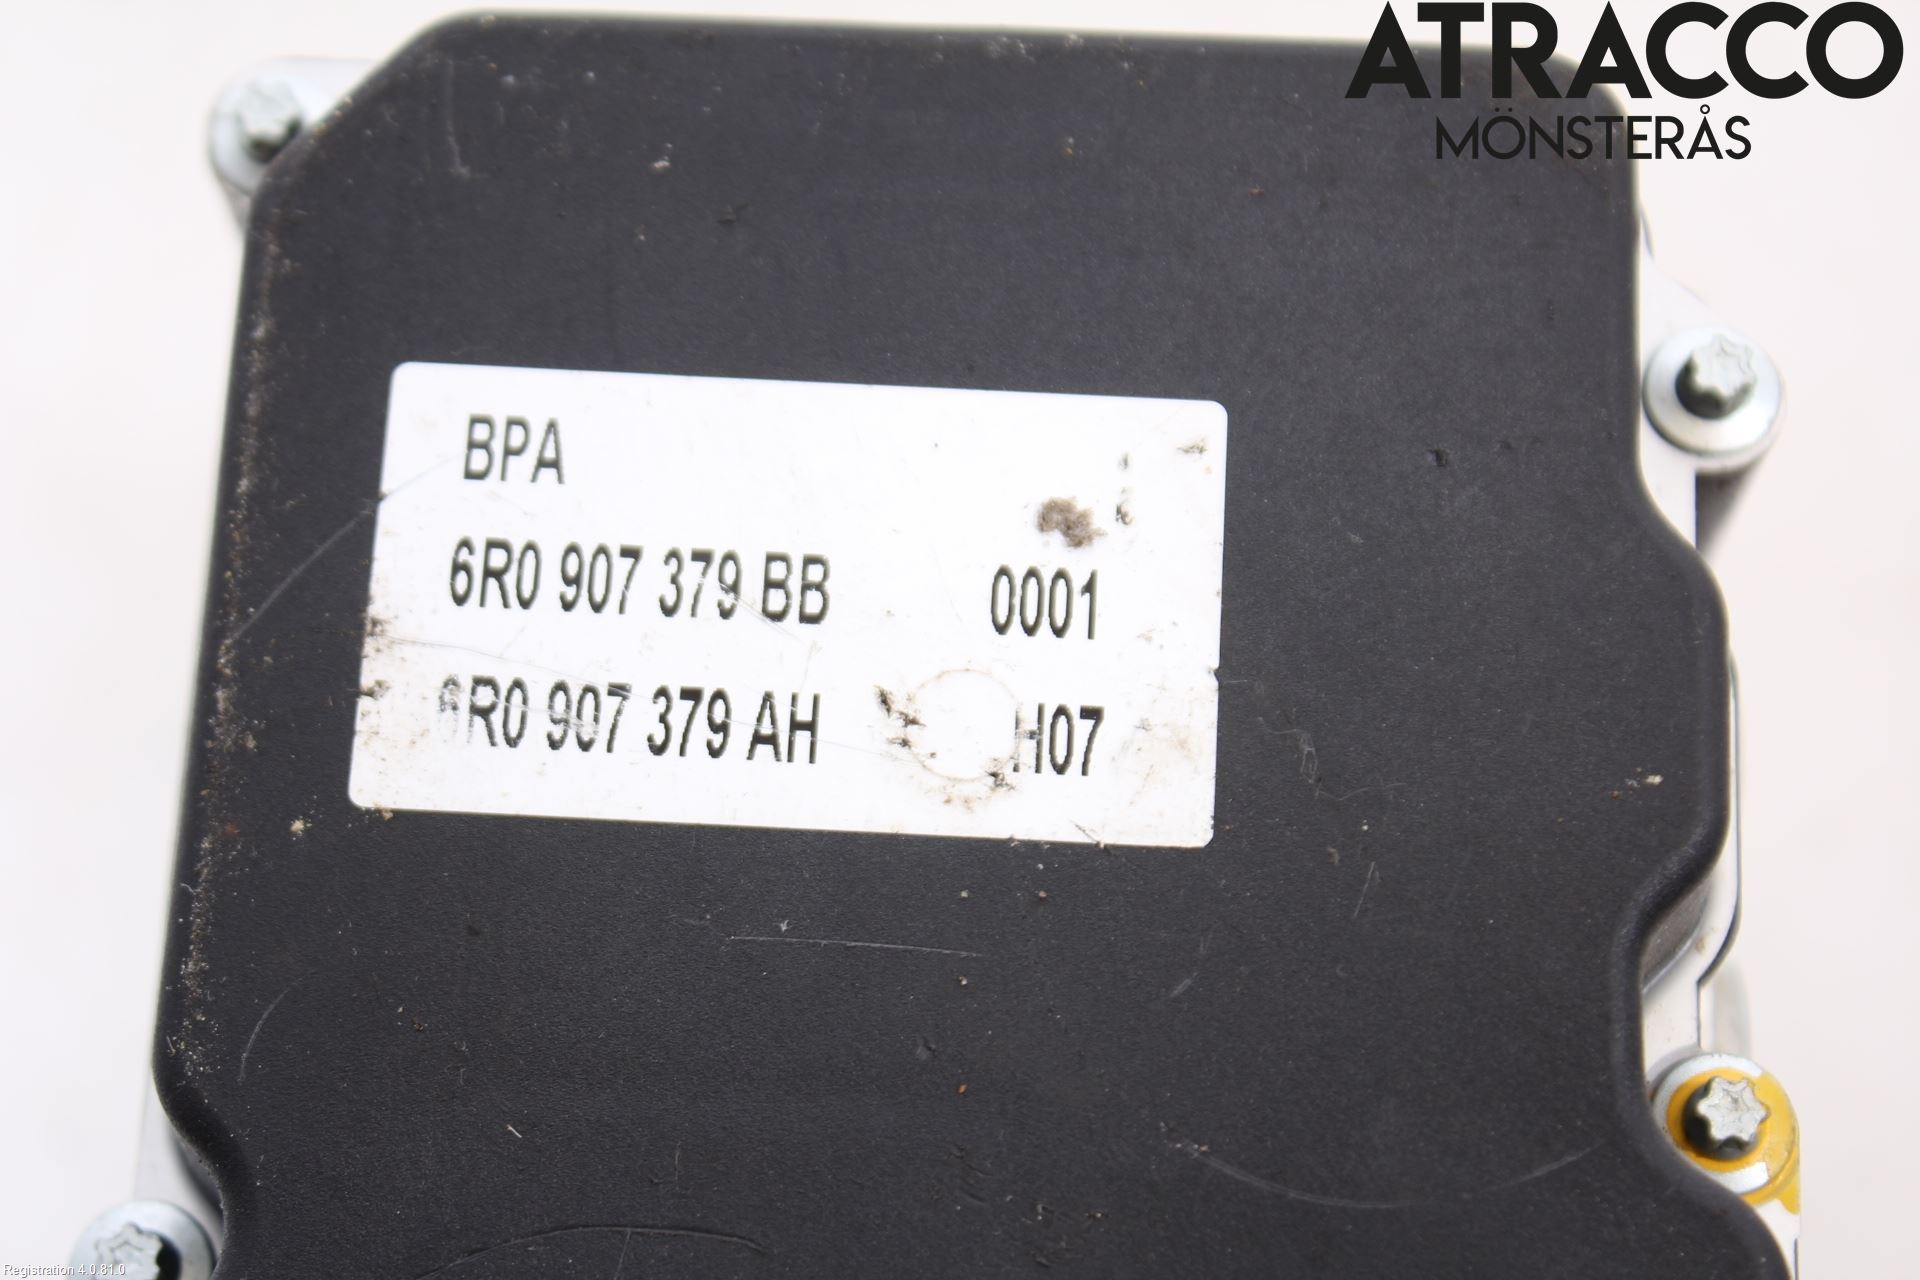 ATRACCO
MÖNSTERÅS
BPA
6R0 907 379 BB 0001
6R0 907 379 AH H07
Registration 4.0.81.0